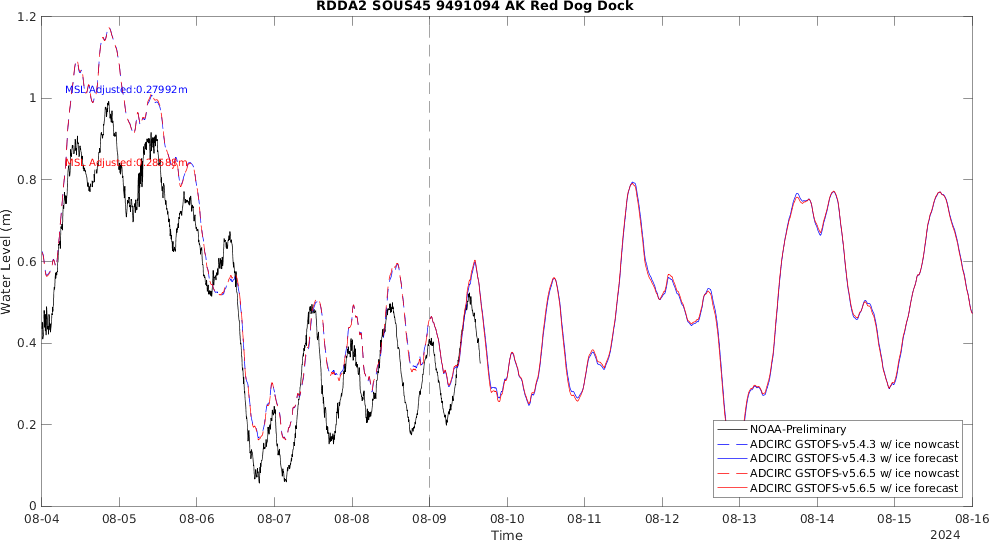 RDDA2 SOUS45 9491094 AK Red Dog Dock
1.2
1
0.8
0.6
0.4
0.2
0
Water Level (m)
MSL Adjusted:0.27992m
MSL Adjusted:0.28588m
NOAA-Preliminary
ADCIRC GSTOFS-v5.4.3 w/ ice nowcast
ADCIRC GSTOFS-v5.4.3 w/ ice forecast
ADCIRC GSTOFS-v5.6.5 w/ ice nowcast
ADCIRC GSTOFS-v5.6.5 w/ ice forecast
08-04 08-05 08-06 08-07 08-08 08-09 08-10 08-11 08-12 08-13 08-14 08-15 08-16
Time
2024